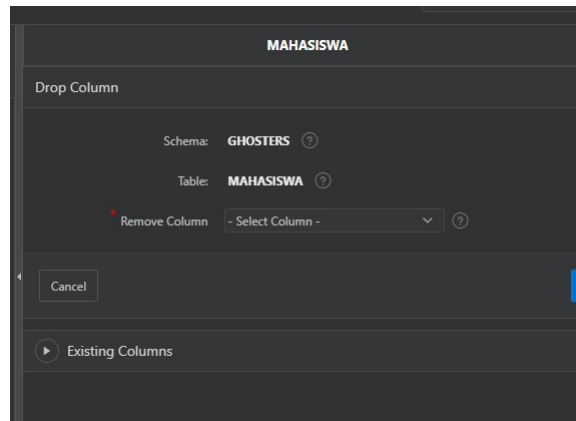 MAHASISWA
Drop Column
Schema: GHOSTERS ?
Table: MAHASISWA ?
* Remove Column - Select Column - ?
Cancel
Existing Columns